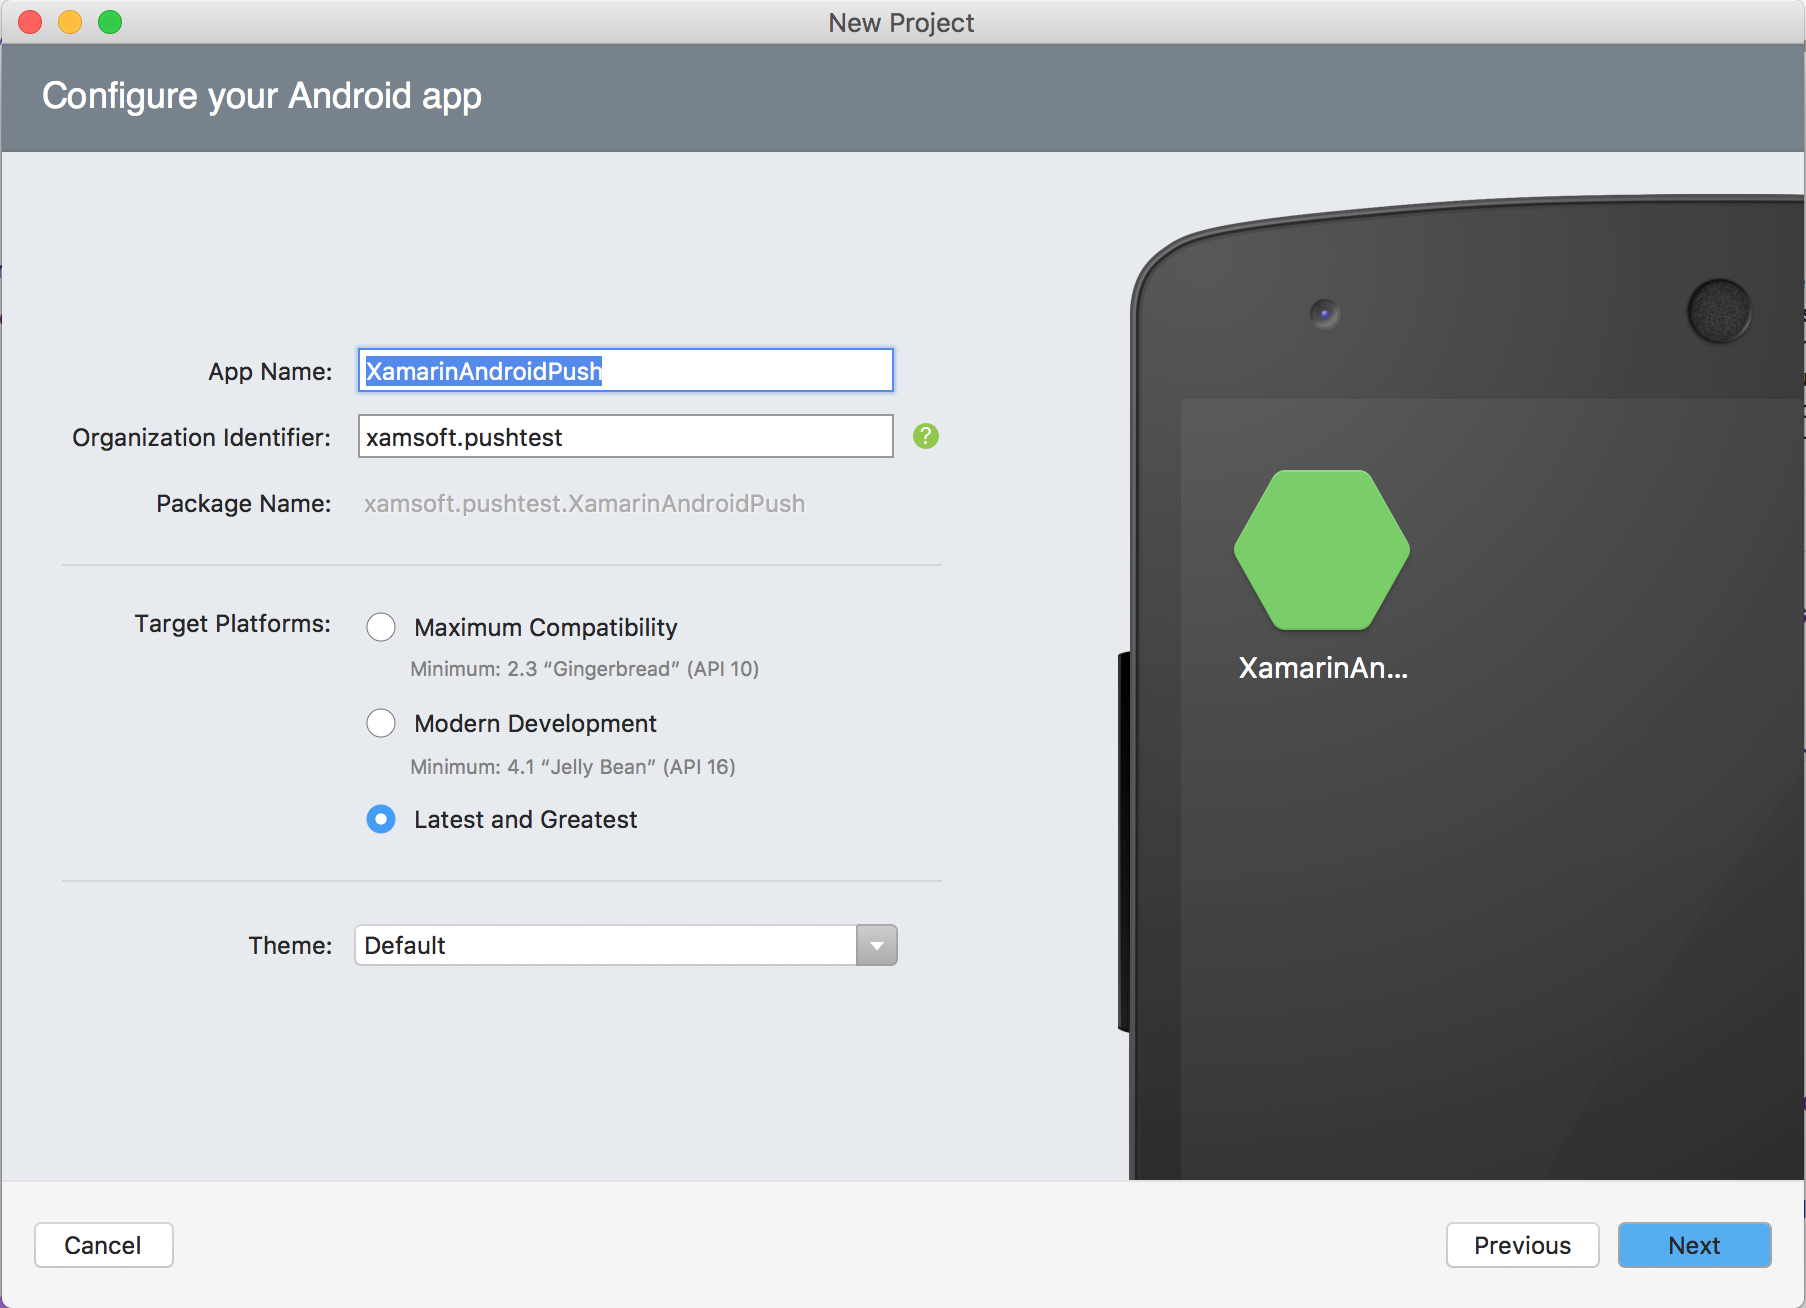 New Project
Configure your Android app
App Name: XamarinAndroidPush
Organization Identifier: xamsoft.pushtest ?
Package Name: xamsoft.pushtest.XamarinAndroidPush
Target Platforms: Maximum Compatibility
Minimum: 2.3 “Gingerbread” (API 10)
Modern Development
Minimum: 4.1 “Jelly Bean” (API 16)
Latest and Greatest
Theme: Default
XamarinAn...
Cancel Previous Next